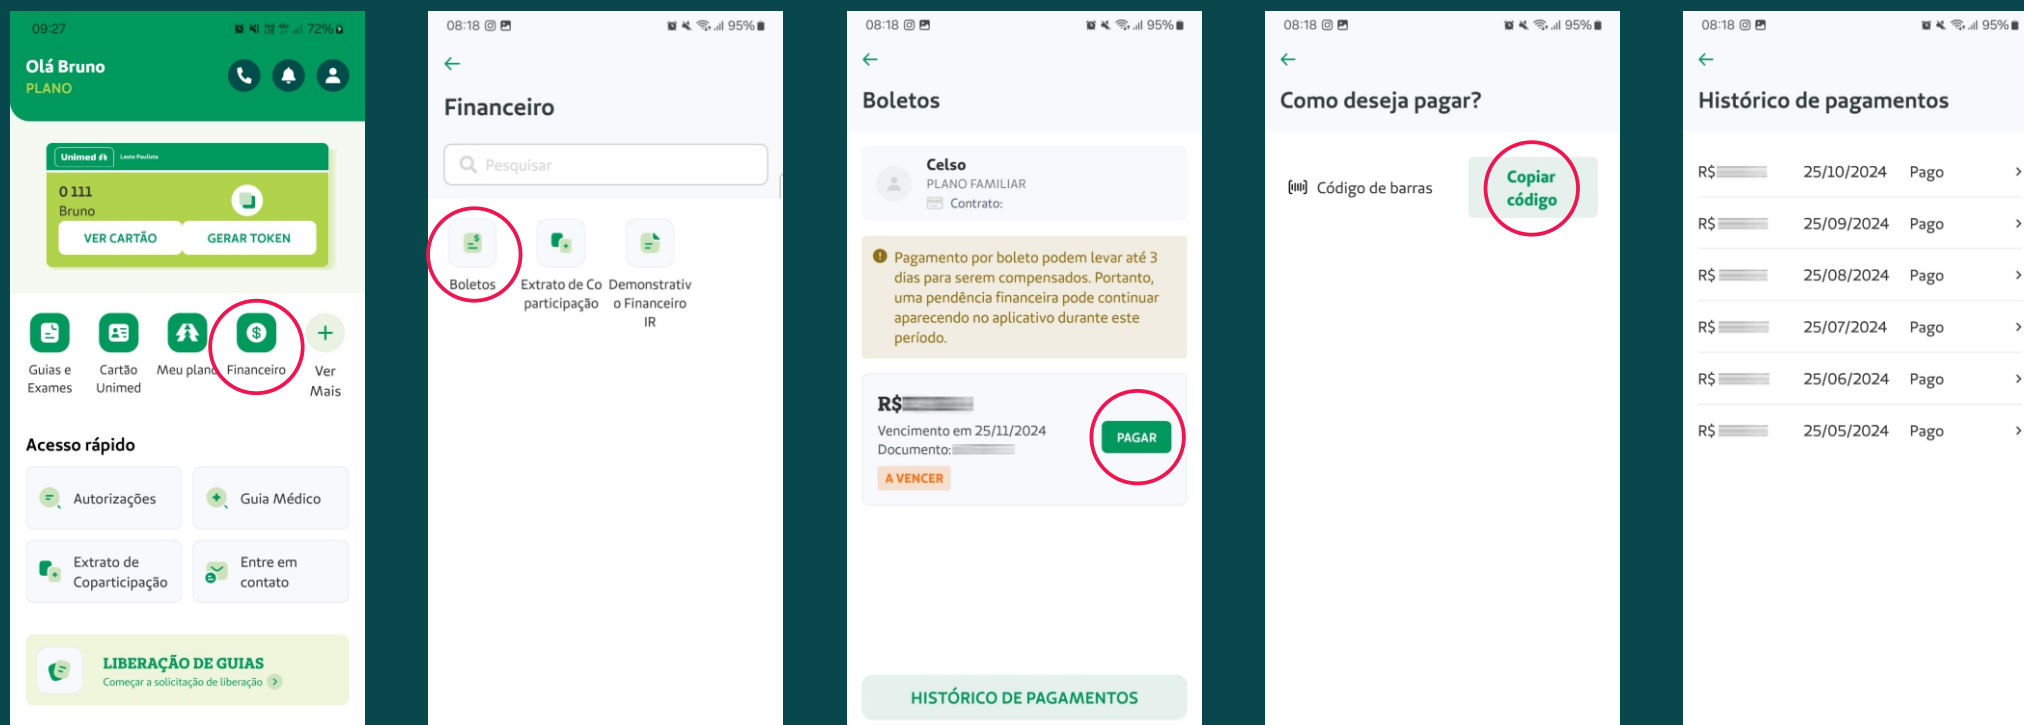 09:27
72%
Olá Bruno
PLANO
Unimed
Leste Paulista
0 111
Bruno
VER CARTÃO
GERAR TOKEN
Guias e
Exames
Cartão
Unimed
Meu plano
Financeiro
Ver
Mais
Acesso rápido
Autorizações
Guia Médico
Extrato de
Coparticipação
Entre em
contato
LIBERAÇÃO DE GUIAS
Começar a solicitação de liberação
08:18
95%
Financeiro
Pesquisar
Boletos
Extrato de Co
participação
Demonstrativ
o Financeiro
IR
08:18
95%
Boletos
Celso
PLANO FAMILIAR
Contrato:
Pagamento por boleto podem levar até 3
dias para serem compensados. Portanto,
uma pendência financeira pode continuar
aparecendo no aplicativo durante este
período.
R$
Vencimento em 25/11/2024
Documento:
PAGAR
A VENCER
HISTÓRICO DE PAGAMENTOS
08:18
95%
Como deseja pagar?
Código de barras
Copiar
código
08:18
95%
Histórico de pagamentos
R$ 25/10/2024 Pago
R$ 25/09/2024 Pago
R$ 25/08/2024 Pago
R$ 25/07/2024 Pago
R$ 25/06/2024 Pago
R$ 25/05/2024 Pago